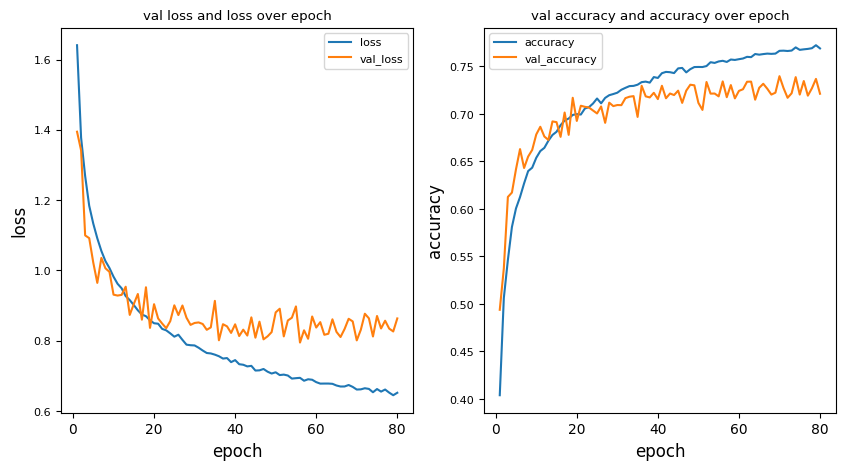 val loss and loss over epoch
loss
val_loss
1.6
1.4
1.2
1.0
0.8
0.6
loss
0
20
40
60
80
epoch
val accuracy and accuracy over epoch
accuracy
val_accuracy
0.75
0.70
0.65
0.60
0.55
0.50
0.45
0.40
accuracy
0
20
40
60
80
epoch